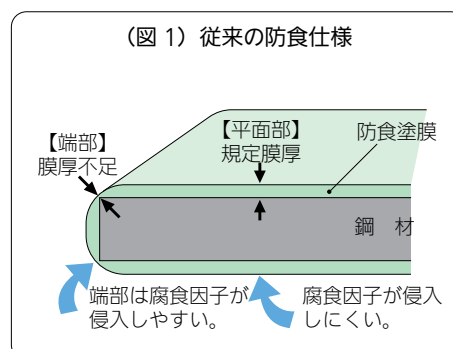 (図 1) 従来の防食仕様
【端部】
膜厚不足
【平面部】
規定膜厚
防食塗膜
鋼 材
端部は腐食因子が
侵入しやすい。
腐食因子が侵入
しにくい。